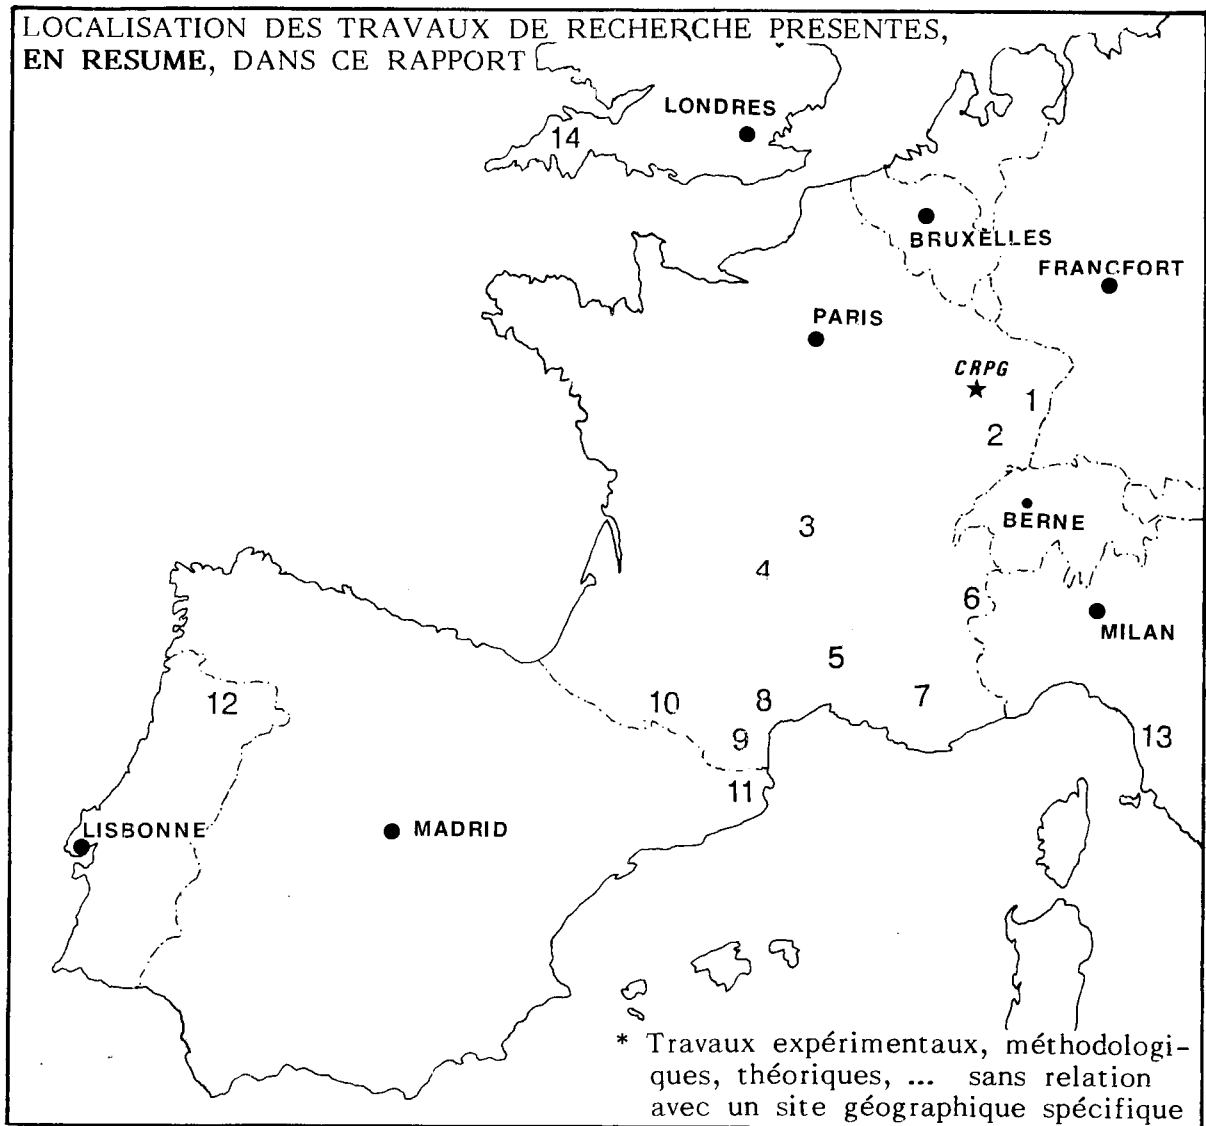 LOCALISATION DES TRAVAUX DE RECHERCHE PRESENTES,
EN RESUME, DANS CE RAPPORT
LONDRES
14
BRUXELLES
FRANCFORT
PARIS
CRPG
1
2
3
BERNE
4
6
MILAN
5
12
10
8
7
9
13
11
LISBONNE
MADRID
* Travaux expérimentaux, méthodologi-
ques, théoriques, ... sans relation
avec un site géographique spécifique